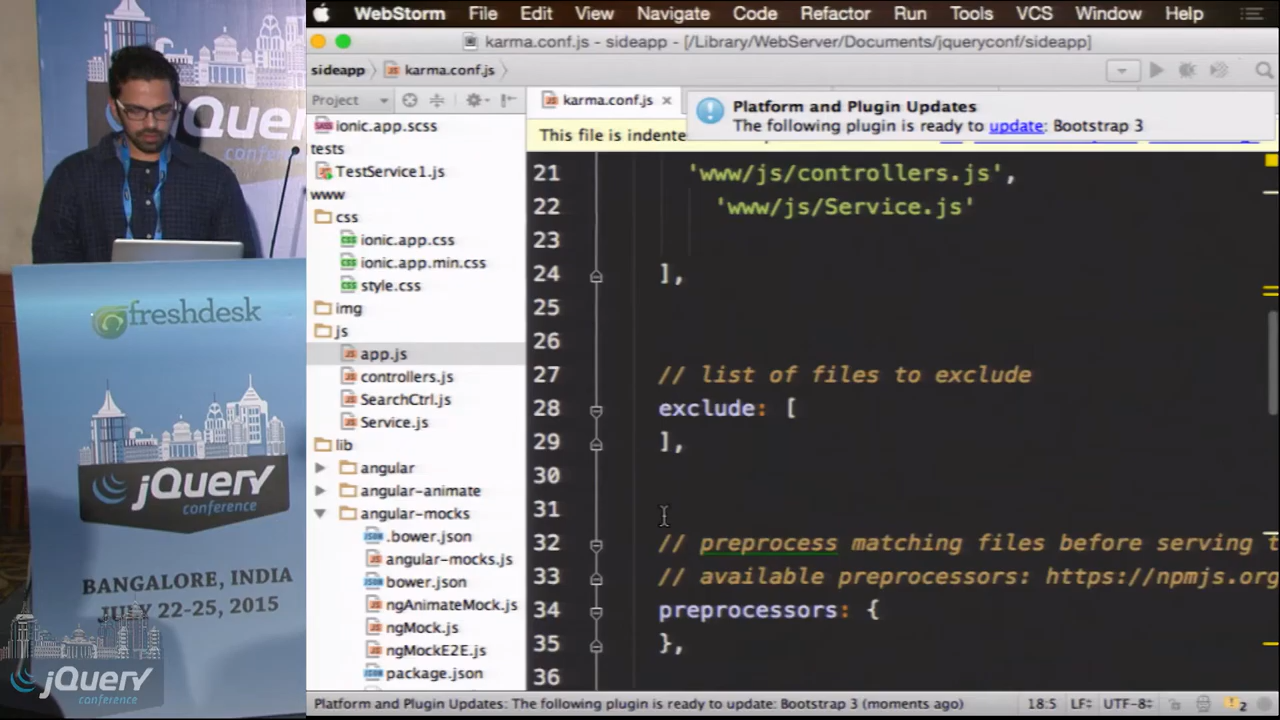 WebStorm File Edit View Navigate Code Refactor Run Tools VCS Window Help
karma.conf.js - sideapp - [/Library/WebServer/Documents/jqueryconf/sideapp]
sideapp karma.conf.js
Project
karma.conf.js ×
Platform and Plugin Updates
The following plugin is ready to update: Bootstrap 3
This file is indente
ionic.app.scss
tests
TestService1.js
www
css
ionic.app.css
ionic.app.min.css
style.css
img
js
app.js
controllers.js
SearchCtrl.js
Service.js
lib
angular
angular-animate
angular-mocks
.bower.json
angular-mocks.js
bower.json
ngAnimateMock.js
ngMock.js
ngMockE2E.js
package.json
21 'www/js/controllers.js',
22 'www/js/Service.js'
23
24 ],
25
26
27 // list of files to exclude
28 exclude: [
29 ],
30
31
32 // preprocess matching files before serving t
33 // available preprocessors: https://npmjs.org
34 preprocessors: {
35 },
36
Platform and Plugin Updates: The following plugin is ready to update: Bootstrap 3 (moments ago) 18:5 LF÷ UTF-8÷ 2
jQuery
conference
freshdesk
jQuery
conference
BANGALORE, INDIA
JULY 22-25, 2015
jQuery
conference